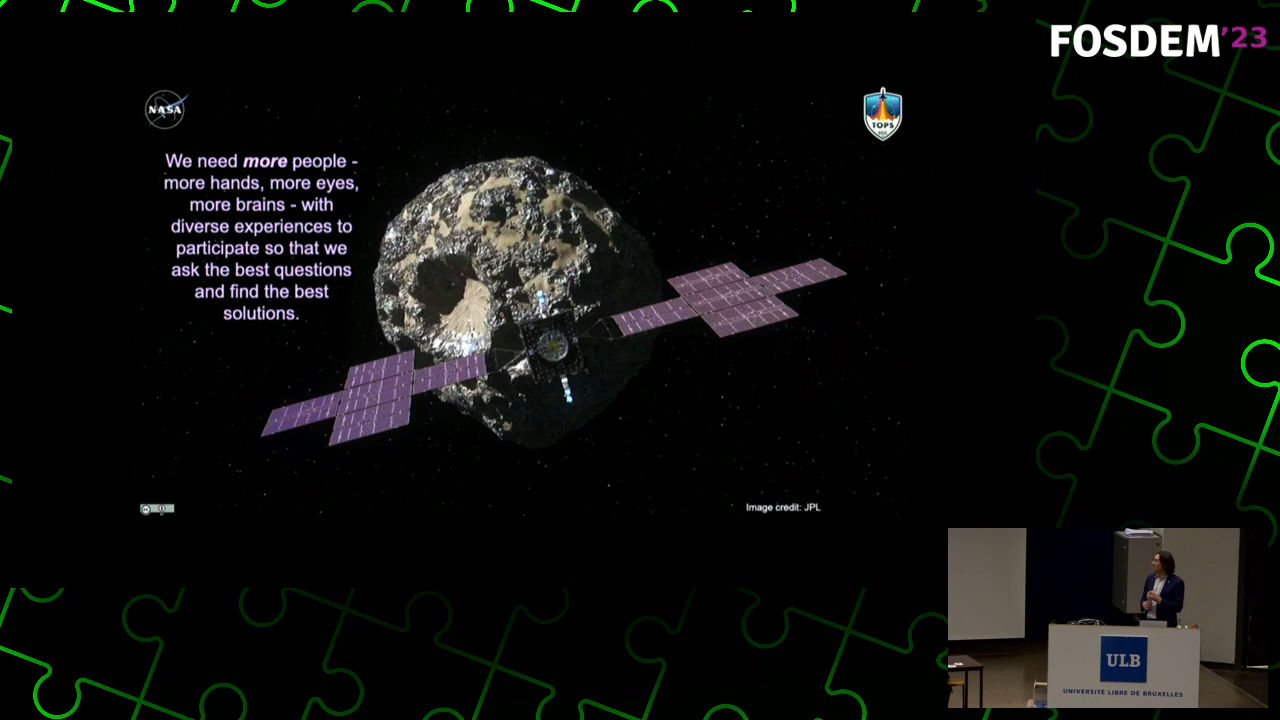 FOSDEM'23
NASA
TOPS
We need more people -
more hands, more eyes,
more brains - with
diverse experiences to
participate so that we
ask the best questions
and find the best
solutions.
Image credit: JPL
ULB
UNIVERSITÉ LIBRE DE BRUXELLES